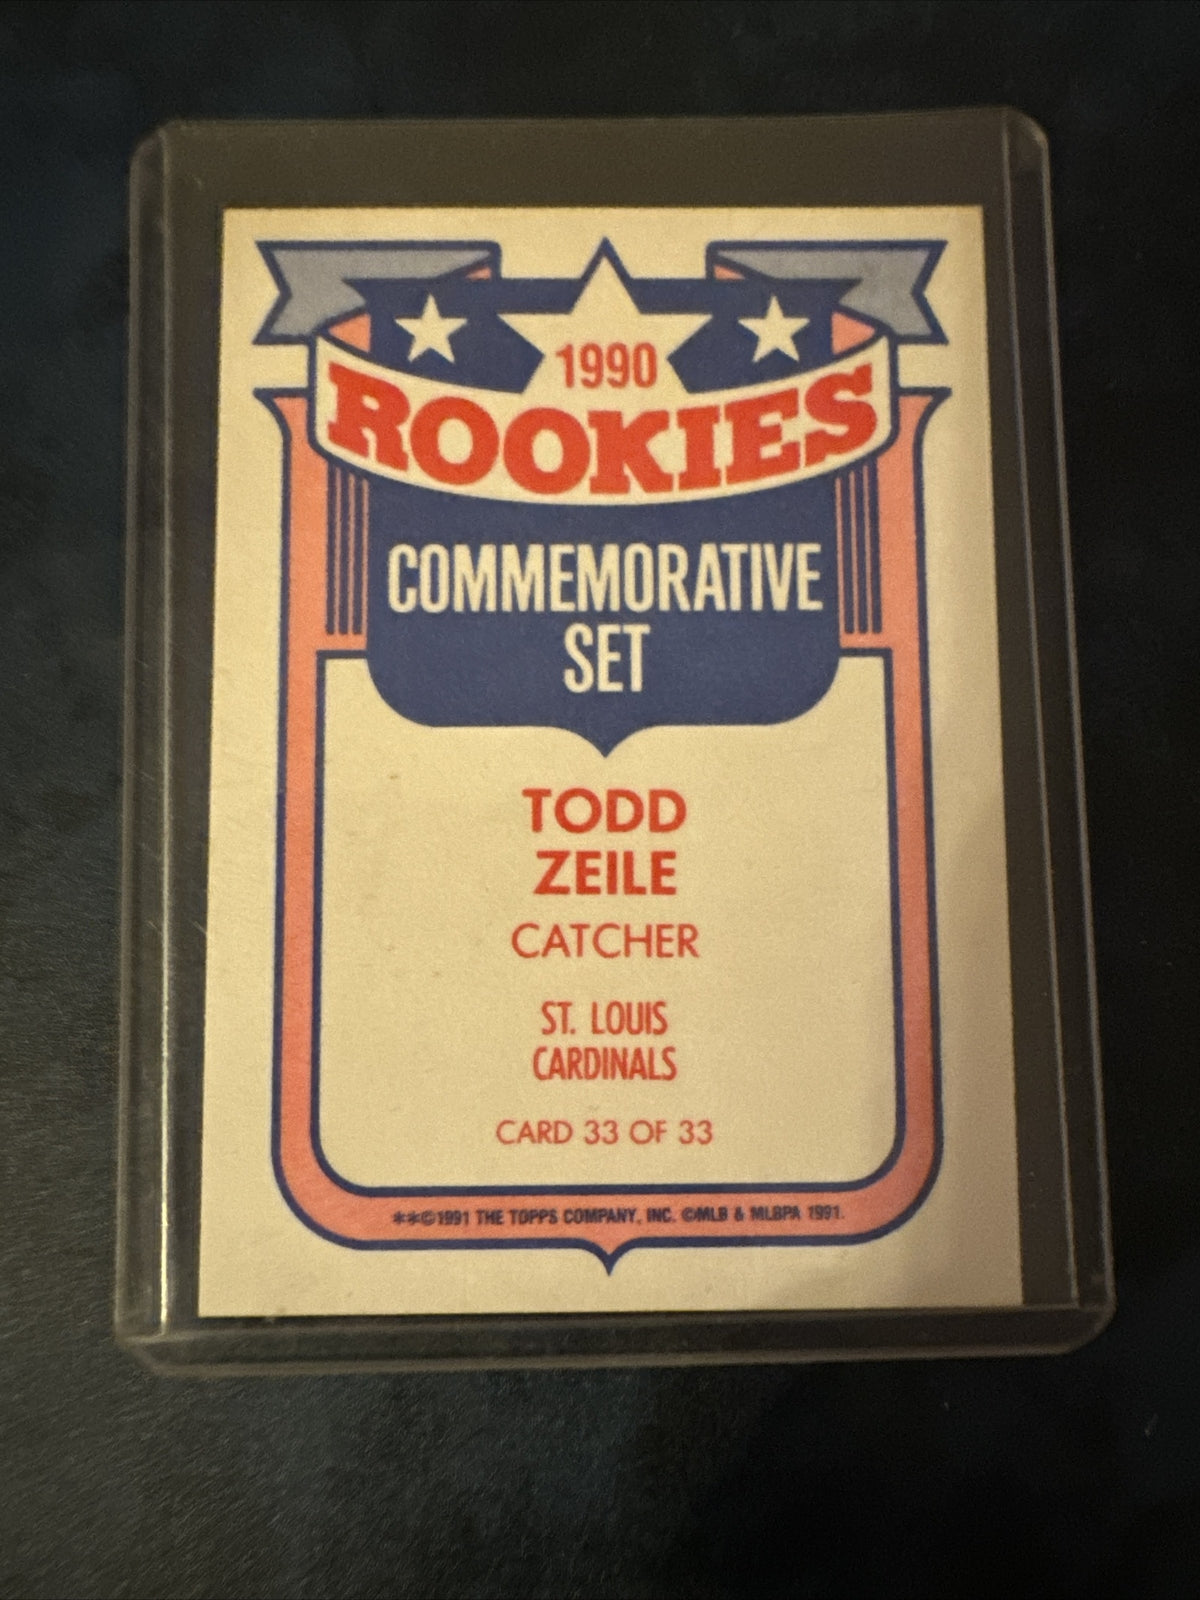 1990
ROOKIES
COMMEMORATIVE
SET
TODD
ZEILE
CATCHER
ST. LOUIS
CARDINALS
CARD 33 OF 33
**©1991 THE TOPPS COMPANY, INC. ©MLB & MLBPA 1991.